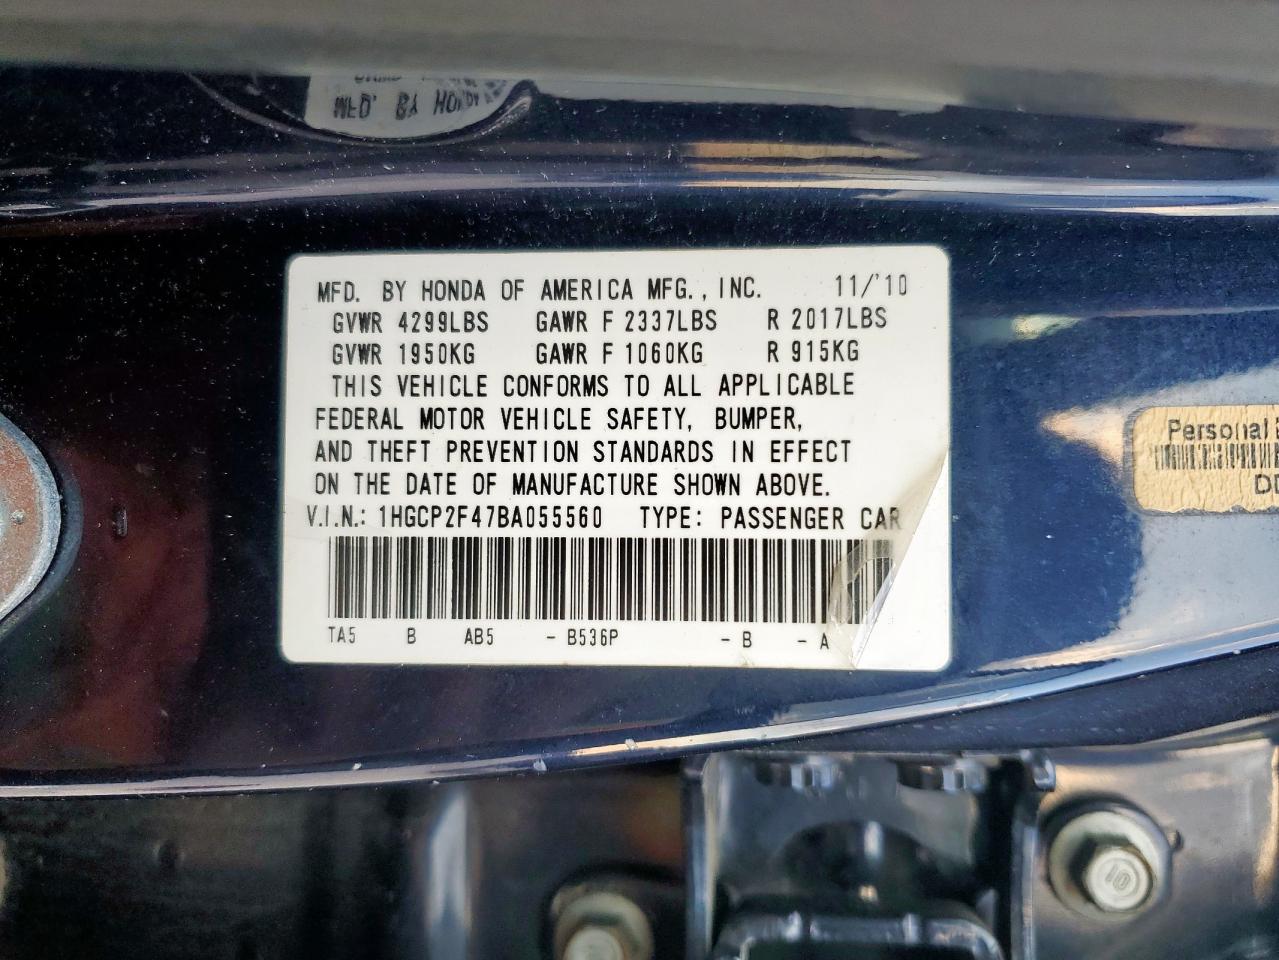 MFD. BY HONDA
MFD. BY HONDA OF AMERICA MFG., INC. 11/'10
GVWR 4299LBS GAWR F 2337LBS R 2017LBS
GVWR 1950KG GAWR F 1060KG R 915KG
THIS VEHICLE CONFORMS TO ALL APPLICABLE
FEDERAL MOTOR VEHICLE SAFETY, BUMPER,
AND THEFT PREVENTION STANDARDS IN EFFECT
ON THE DATE OF MANUFACTURE SHOWN ABOVE.
V.I.N.: 1HGCP2F47BA055560 TYPE: PASSENGER CAR
TA5 B AB5 - B536P - B - A
Personal
DD
10